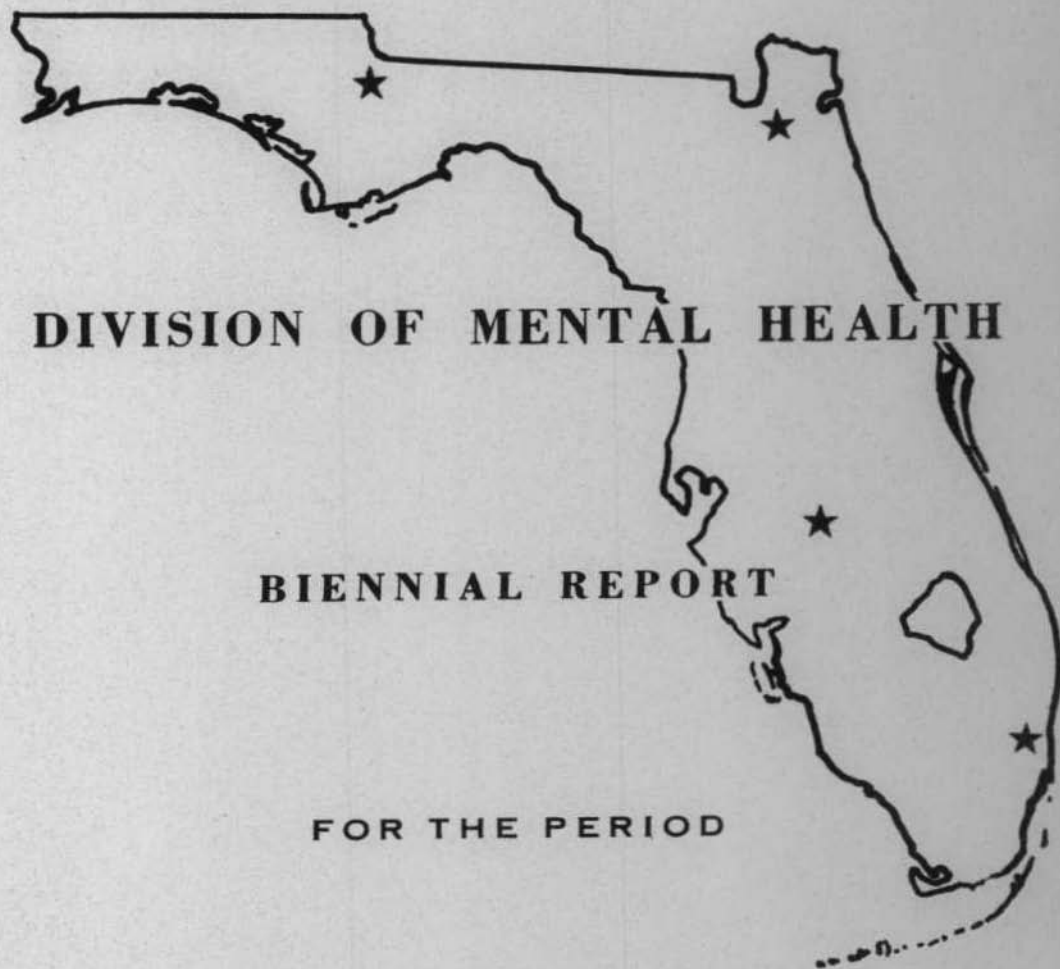 DIVISION OF MENTAL HEALTH
BIENNIAL REPORT
FOR THE PERIOD